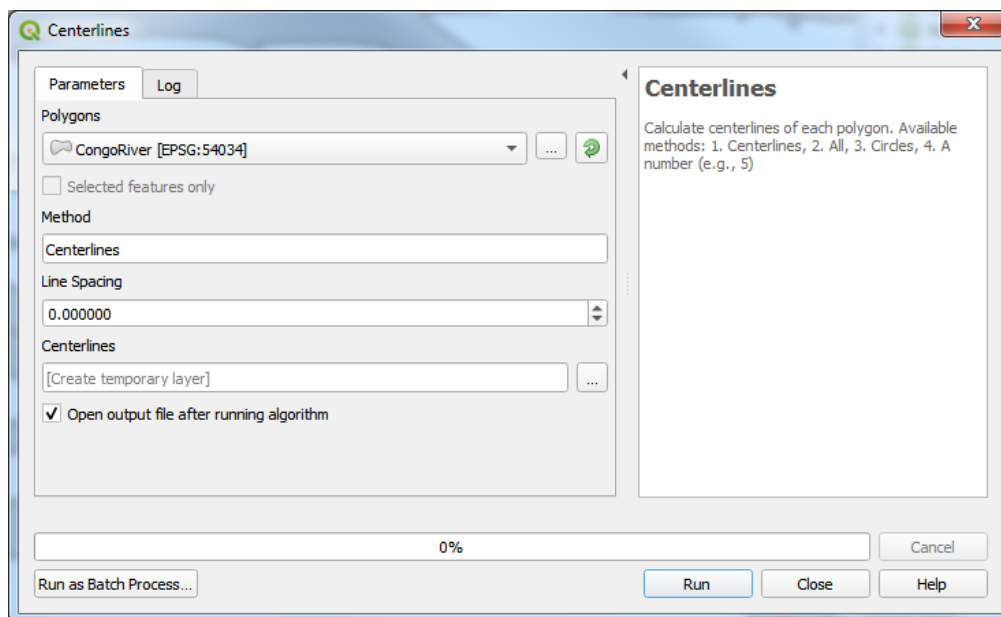 Centerlines
Parameters
Log
Polygons
CongoRiver [EPSG:54034]
...
Selected features only
Method
Centerlines
Line Spacing
0.000000
Centerlines
[Create temporary layer]
...
Open output file after running algorithm
Centerlines
Calculate centerlines of each polygon. Available
methods: 1. Centerlines, 2. All, 3. Circles, 4. A
number (e.g., 5)
0%
Cancel
Run as Batch Process...
Run
Close
Help